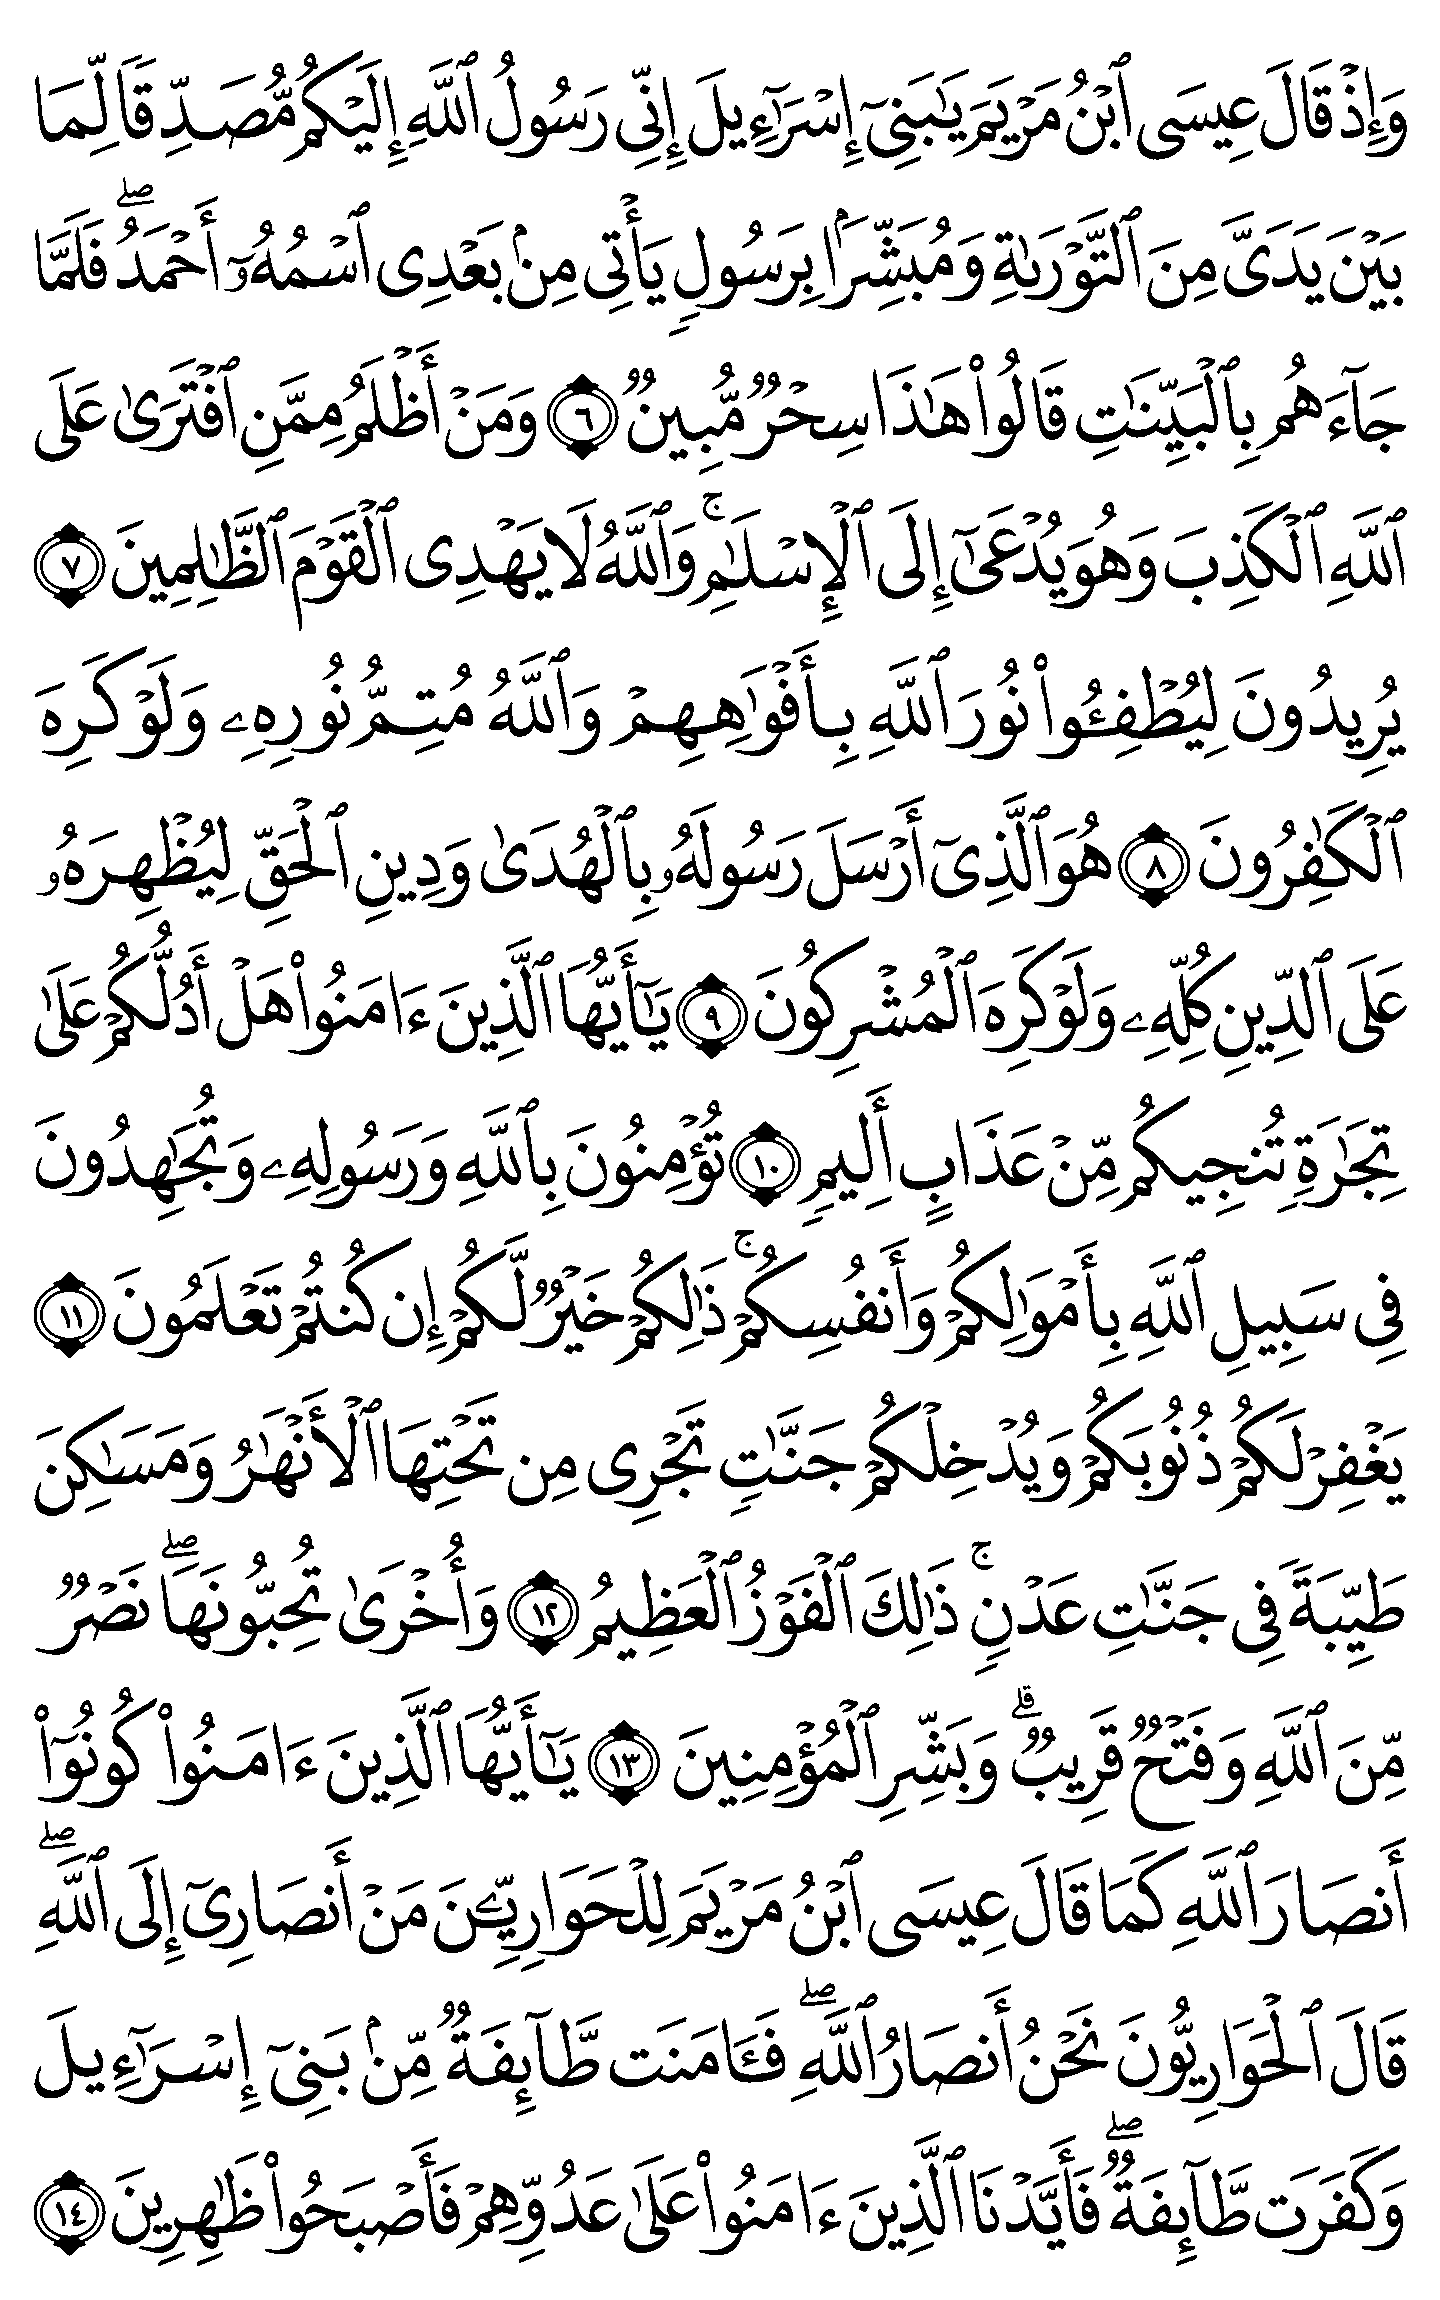 وَإِذۡ قَالَ عِيسَى ٱبۡنُ مَرۡيَمَ يَٰبَنِيٓ إِسۡرَٰٓءِيلَ إِنِّي رَسُولُ ٱللَّهِ إِلَيۡكُم مُّصَدِّقٗا لِّمَا
بَيۡنَ يَدَيَّ مِنَ ٱلتَّوۡرَىٰةِ وَمُبَشِّرَۢا بِرَسُولٖ يَأۡتِي مِنۢ بَعۡدِي ٱسۡمُهُۥٓ أَحۡمَدُۖ فَلَمَّا
جَآءَهُم بِٱلۡبَيِّنَٰتِ قَالُواْ هَٰذَا سِحۡرٞ مُّبِينٞ ٦ وَمَنۡ أَظۡلَمُ مِمَّنِ ٱفۡتَرَىٰ عَلَى
ٱللَّهِ ٱلۡكَذِبَ وَهُوَ يُدۡعَىٰٓ إِلَى ٱلۡإِسۡلَٰمِۚ وَٱللَّهُ لَا يَهۡدِي ٱلۡقَوۡمَ ٱلظَّٰلِمِينَ ٧
يُرِيدُونَ لِيُطۡفِـُٔواْ نُورَ ٱللَّهِ بِأَفۡوَٰهِهِمۡ وَٱللَّهُ مُتِمُّ نُورِهِۦ وَلَوۡ كَرِهَ
ٱلۡكَٰفِرُونَ ٨ هُوَ ٱلَّذِيٓ أَرۡسَلَ رَسُولَهُۥ بِٱلۡهُدَىٰ وَدِينِ ٱلۡحَقِّ لِيُظۡهِرَهُۥ
عَلَى ٱلدِّينِ كُلِّهِۦ وَلَوۡ كَرِهَ ٱلۡمُشۡرِكُونَ ٩ يَٰٓأَيُّهَا ٱلَّذِينَ ءَامَنُواْ هَلۡ أَدُلُّكُمۡ عَلَىٰ
تِجَٰرَةٖ تُنجِيكُم مِّنۡ عَذَابٍ أَلِيمٖ ١٠ تُؤۡمِنُونَ بِٱللَّهِ وَرَسُولِهِۦ وَتُجَٰهِدُونَ
فِي سَبِيلِ ٱللَّهِ بِأَمۡوَٰلِكُمۡ وَأَنفُسِكُمۡۚ ذَٰلِكُمۡ خَيۡرٞ لَّكُمۡ إِن كُنتُمۡ تَعۡلَمُونَ ١١
يَغۡفِرۡ لَكُمۡ ذُنُوبَكُمۡ وَيُدۡخِلۡكُمۡ جَنَّٰتٖ تَجۡرِي مِن تَحۡتِهَا ٱلۡأَنۡهَٰرُ وَمَسَٰكِنَ
طَيِّبَةٗ فِي جَنَّٰتِ عَدۡنٖۚ ذَٰلِكَ ٱلۡفَوۡزُ ٱلۡعَظِيمُ ١٢ وَأُخۡرَىٰ تُحِبُّونَهَاۖ نَصۡرٞ
مِّنَ ٱللَّهِ وَفَتۡحٞ قَرِيبٞۗ وَبَشِّرِ ٱلۡمُؤۡمِنِينَ ١٣ يَٰٓأَيُّهَا ٱلَّذِينَ ءَامَنُواْ كُونُوٓاْ
أَنصَارَ ٱللَّهِ كَمَا قَالَ عِيسَى ٱبۡنُ مَرۡيَمَ لِلۡحَوَارِيِّـۧنَ مَنۡ أَنصَارِيٓ إِلَى ٱللَّهِۖ
قَالَ ٱلۡحَوَارِيُّونَ نَحۡنُ أَنصَارُ ٱللَّهِۖ فَـَٔامَنَت طَّآئِفَةٞ مِّنۢ بَنِيٓ إِسۡرَٰٓءِيلَ
وَكَفَرَت طَّآئِفَةٞۖ فَأَيَّدۡنَا ٱلَّذِينَ ءَامَنُواْ عَلَىٰ عَدُوِّهِمۡ فَأَصۡبَحُواْ ظَٰهِرِينَ ١٤